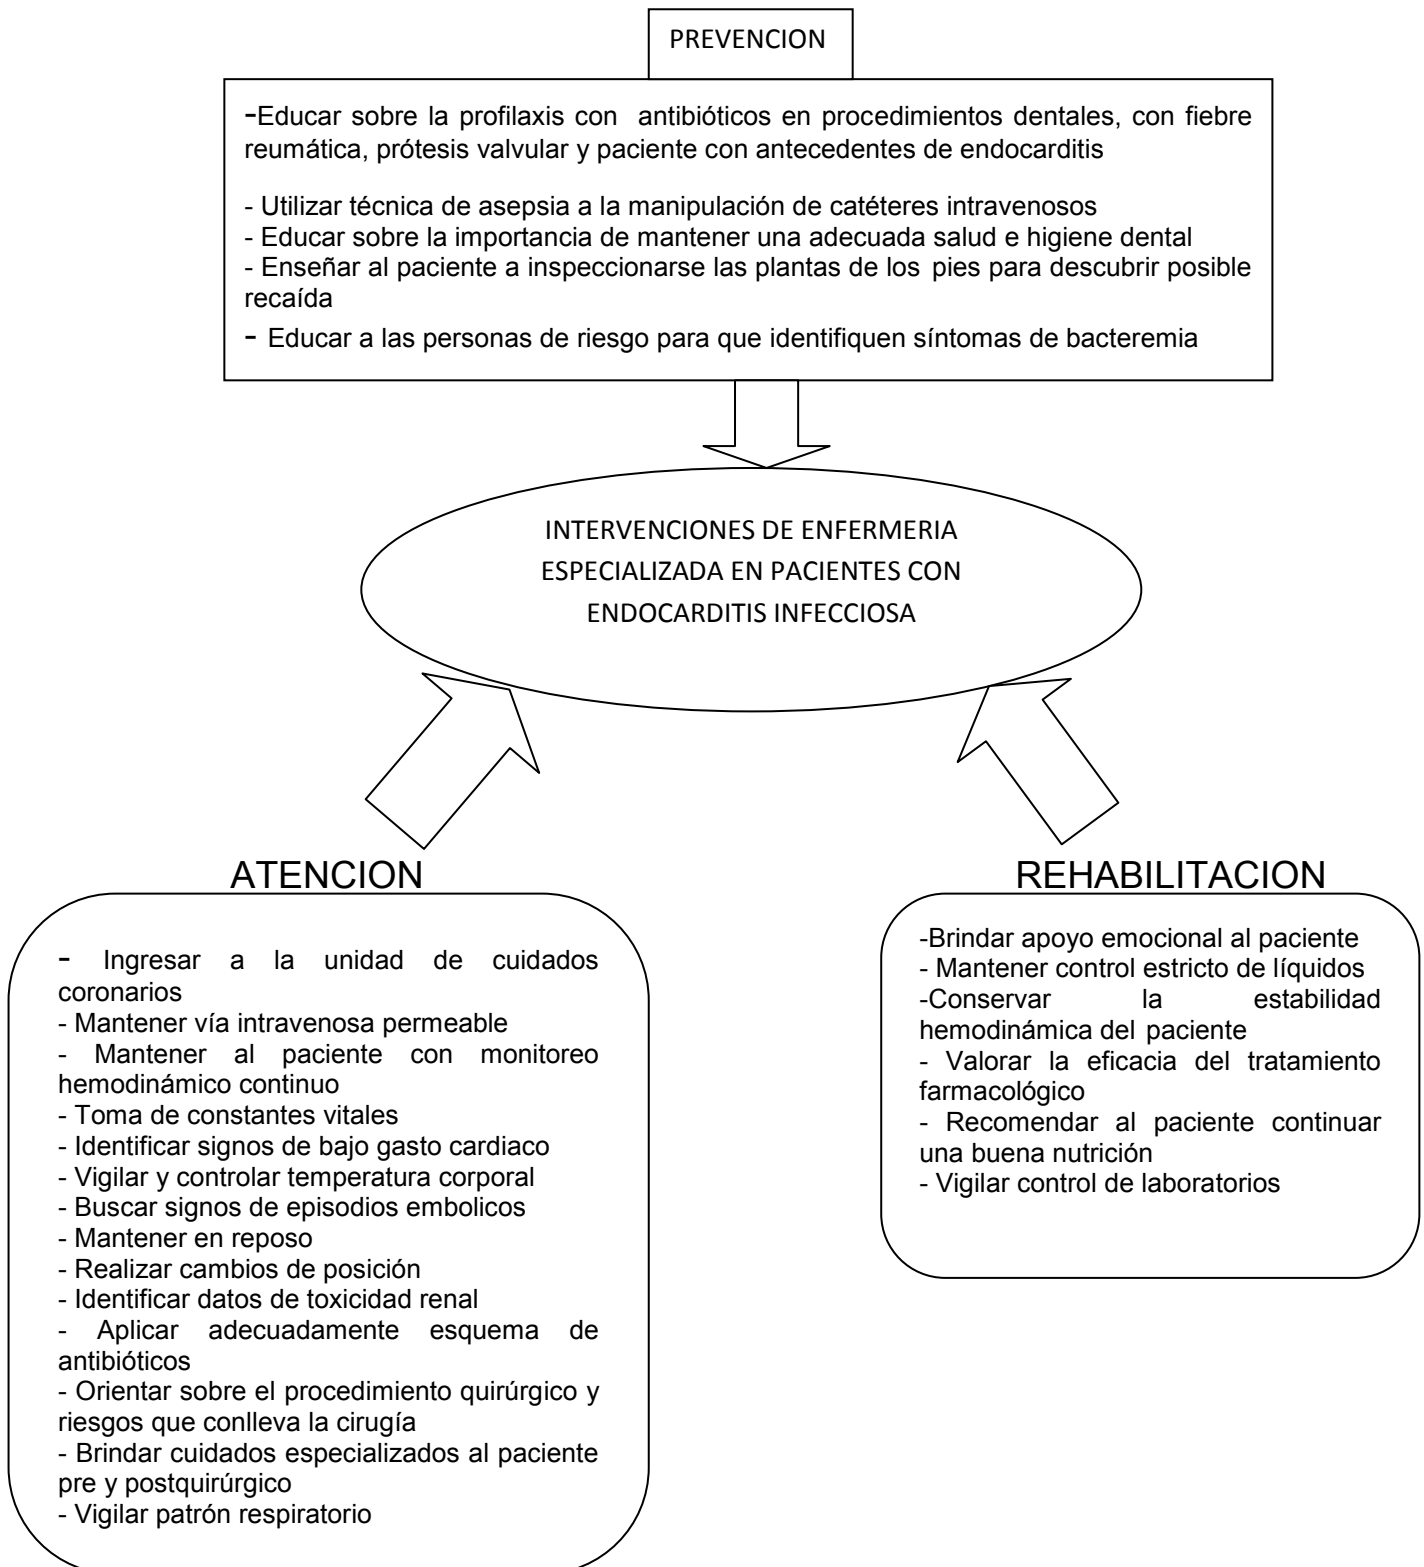 PREVENCION
-Educar sobre la profilaxis con antibióticos en procedimientos dentales, con fiebre
reumática, prótesis valvular y paciente con antecedentes de endocarditis
- Utilizar técnica de asepsia a la manipulación de catéteres intravenosos
- Educar sobre la importancia de mantener una adecuada salud e higiene dental
- Enseñar al paciente a inspeccionarse las plantas de los pies para descubrir posible
recaída
- Educar a las personas de riesgo para que identifiquen síntomas de bacteremia
INTERVENCIONES DE ENFERMERIA
ESPECIALIZADA EN PACIENTES CON
ENDOCARDITIS INFECCIOSA
ATENCION
- Ingresar a la unidad de cuidados
coronarios
- Mantener vía intravenosa permeable
- Mantener al paciente con monitoreo
hemodinámico continuo
- Toma de constantes vitales
- Identificar signos de bajo gasto cardiaco
- Vigilar y controlar temperatura corporal
- Buscar signos de episodios embolicos
- Mantener en reposo
- Realizar cambios de posición
- Identificar datos de toxicidad renal
- Aplicar adecuadamente esquema de
antibióticos
- Orientar sobre el procedimiento quirúrgico y
riesgos que conlleva la cirugía
- Brindar cuidados especializados al paciente
pre y postquirúrgico
- Vigilar patrón respiratorio
REHABILITACION
-Brindar apoyo emocional al paciente
- Mantener control estricto de líquidos
-Conservar la estabilidad
hemodinámica del paciente
- Valorar la eficacia del tratamiento
farmacológico
- Recomendar al paciente continuar
una buena nutrición
- Vigilar control de laboratorios